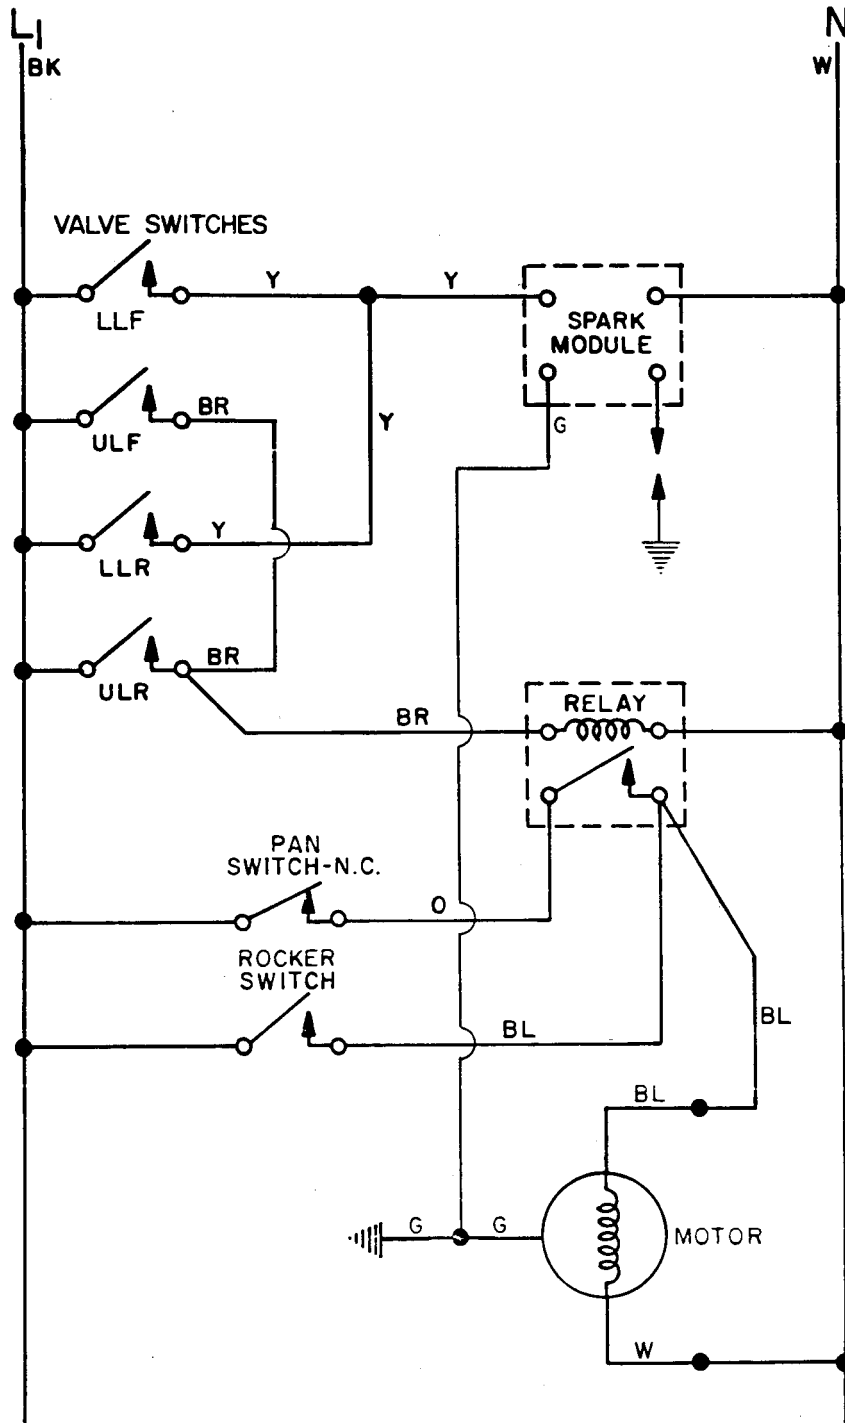 L1
N
BK
W
VALVE SWITCHES
Y
Y
LLF
SPARK
MODULE
BR
ULF
Y
G
Y
LLR
BR
ULR
RELAY
BR
PAN
SWITCH-N.C.
O
ROCKER
SWITCH
BL
BL
BL
G
G
MOTOR
W